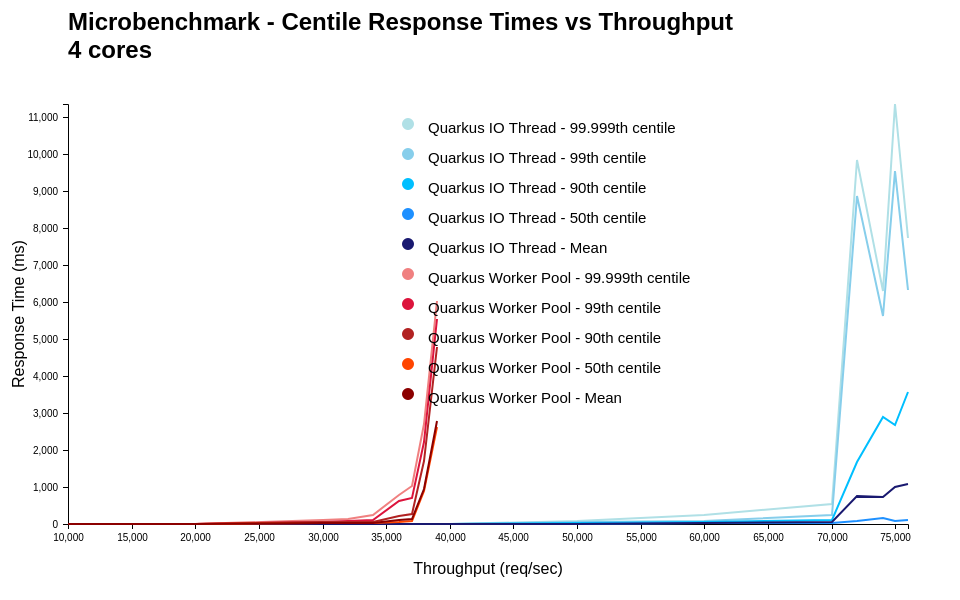 Microbenchmark - Centile Response Times vs Throughput
4 cores
Quarkus IO Thread - 99.999th centile
Quarkus IO Thread - 99th centile
Quarkus IO Thread - 90th centile
Quarkus IO Thread - 50th centile
Quarkus IO Thread - Mean
Quarkus Worker Pool - 99.999th centile
Quarkus Worker Pool - 99th centile
Quarkus Worker Pool - 90th centile
Quarkus Worker Pool - 50th centile
Quarkus Worker Pool - Mean
Response Time (ms)
11,000
10,000
9,000
8,000
7,000
6,000
5,000
4,000
3,000
2,000
1,000
0
10,000 15,000 20,000 25,000 30,000 35,000 40,000 45,000 50,000 55,000 60,000 65,000 70,000 75,000
Throughput (req/sec)